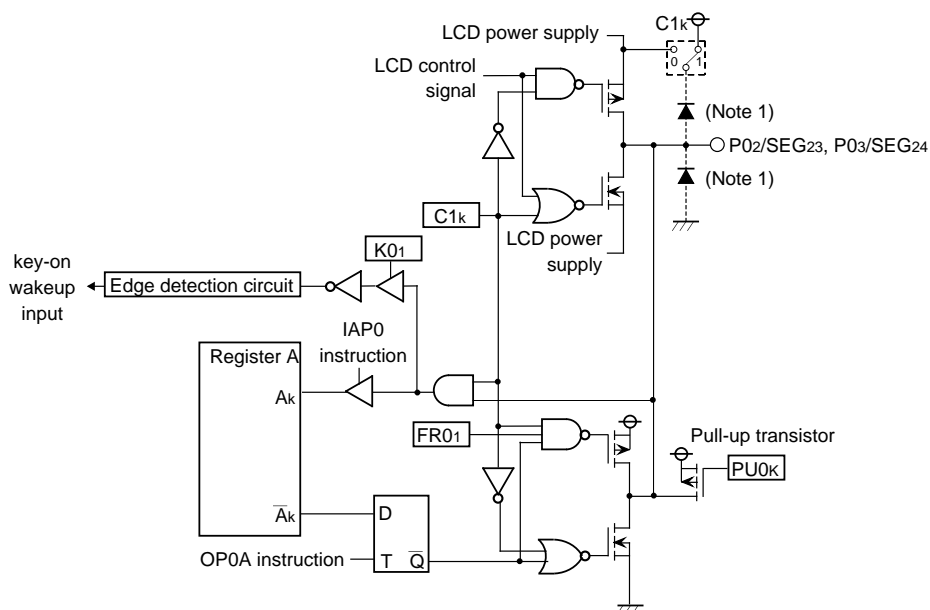 C1k
LCD power supply
0 1
LCD control
signal
(Note 1)
P02/SEG23, P03/SEG24
(Note 1)
C1k
LCD power
supply
K01
key-on
wakeup
input
Edge detection circuit
IAP0
instruction
Register A
Ak
FR01
Pull-up transistor
PU0K
A̅k
D
OP0A instruction
T Q̅